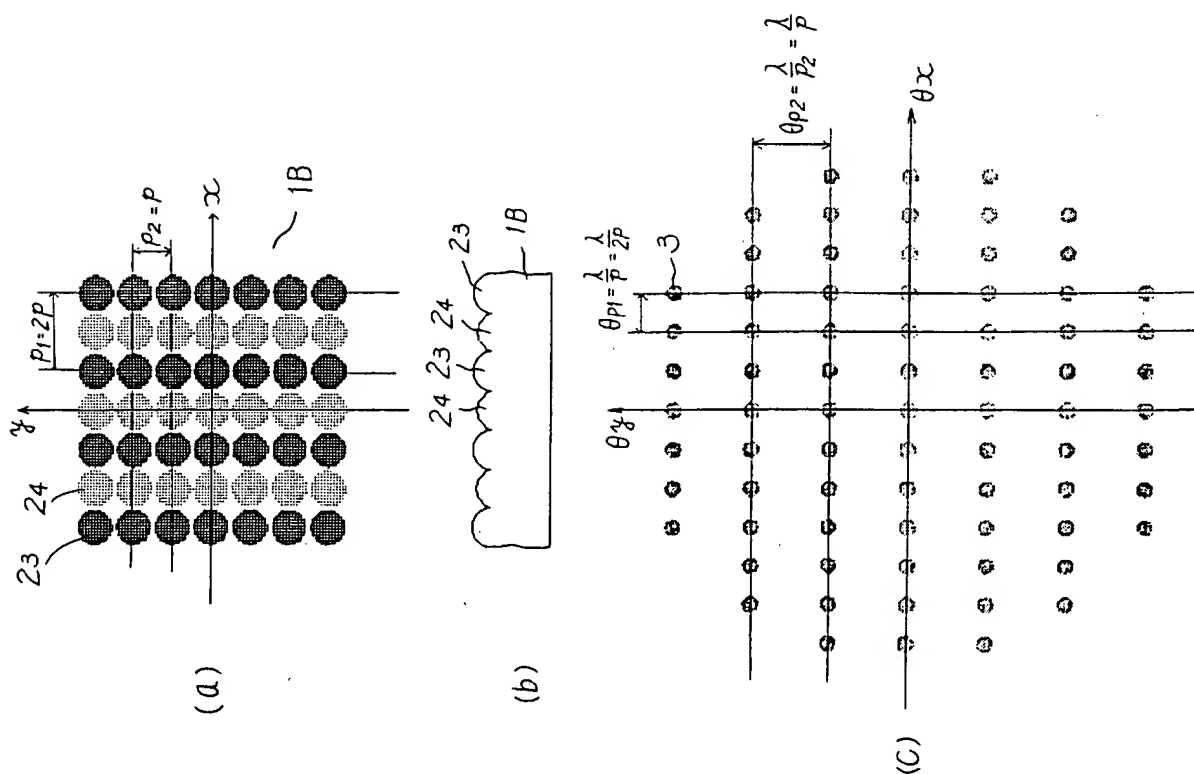 (a)
23
24
y
P1=2P
P2=P
x
1B
(b)
24
23
24
23
1B
(C)
θy
θP1=λ/P=λ/2P
3
θP2=λ/P2=λ/P
θx